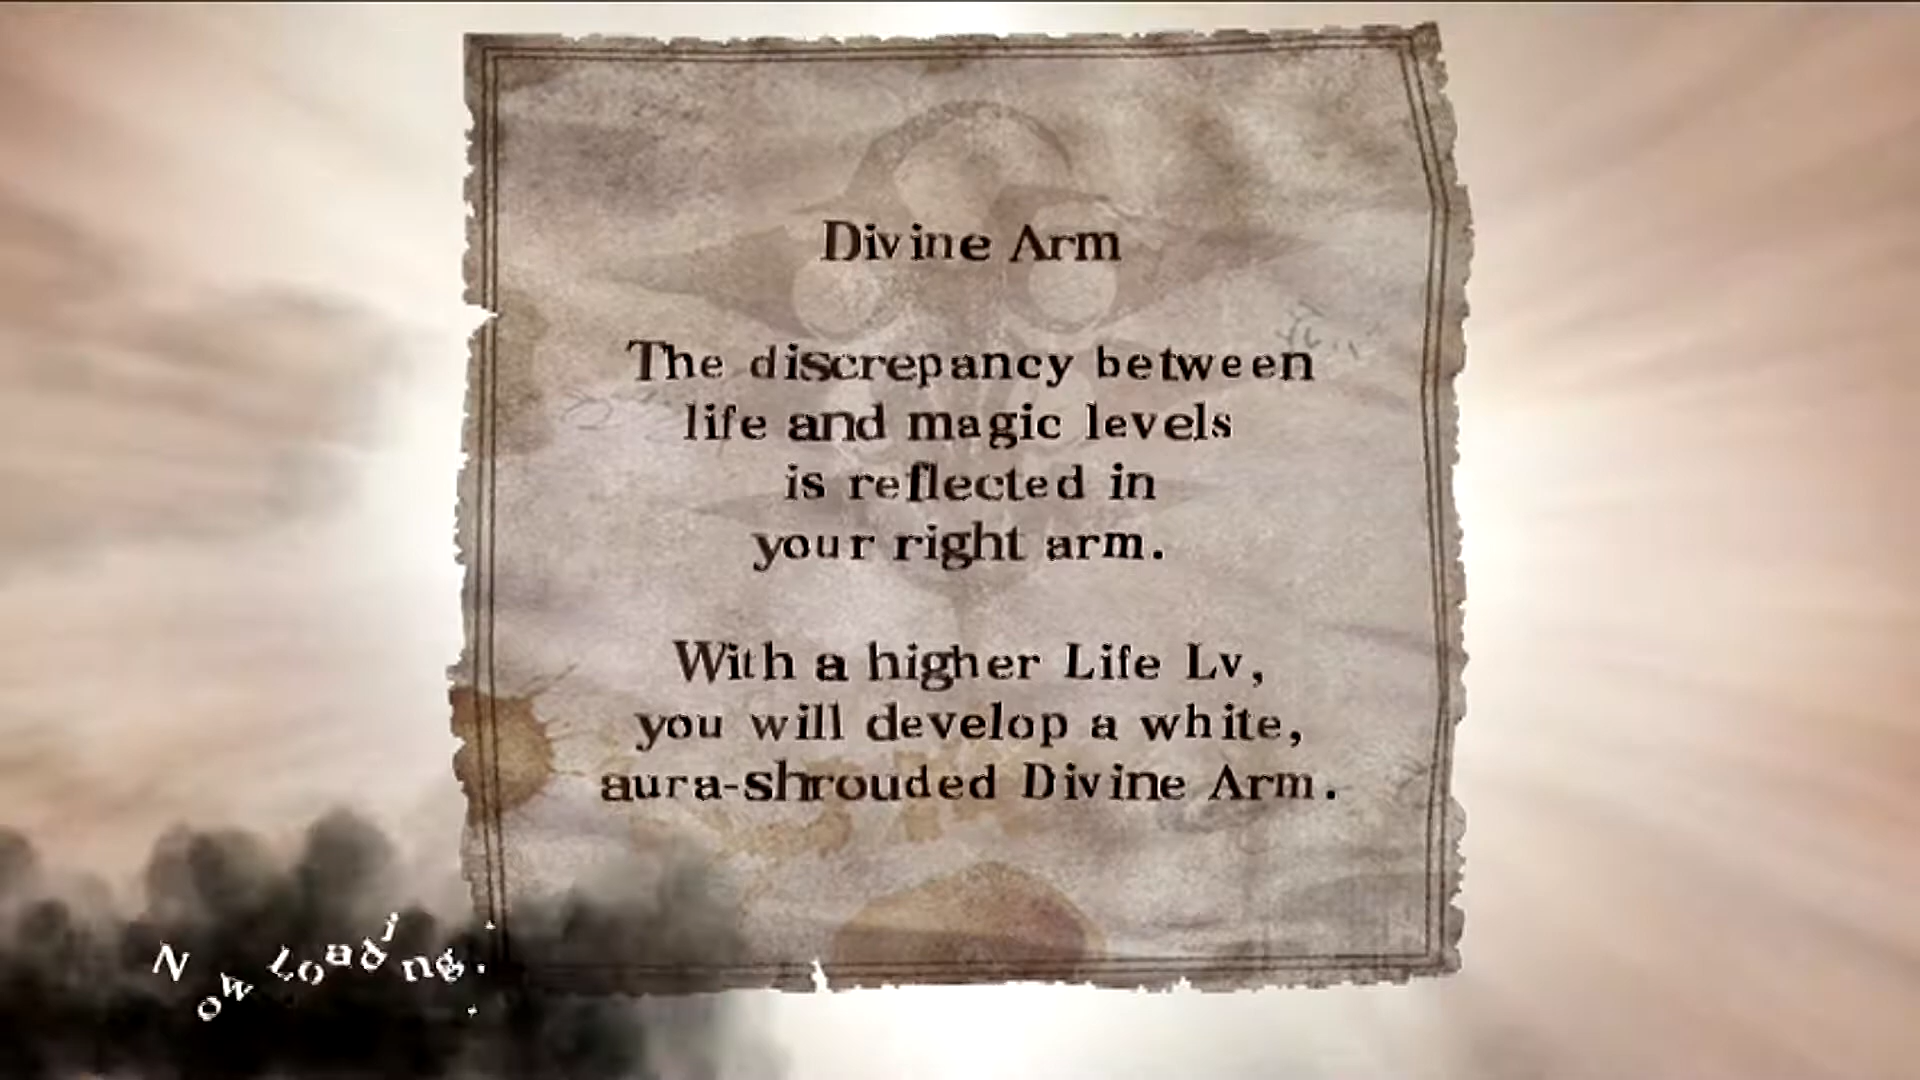 Divine Arm
The discrepancy between
life and magic levels
is reflected in
your right arm.
With a higher Life Lv,
you will develop a white,
aura-shrouded Divine Arm.
Now Loading...